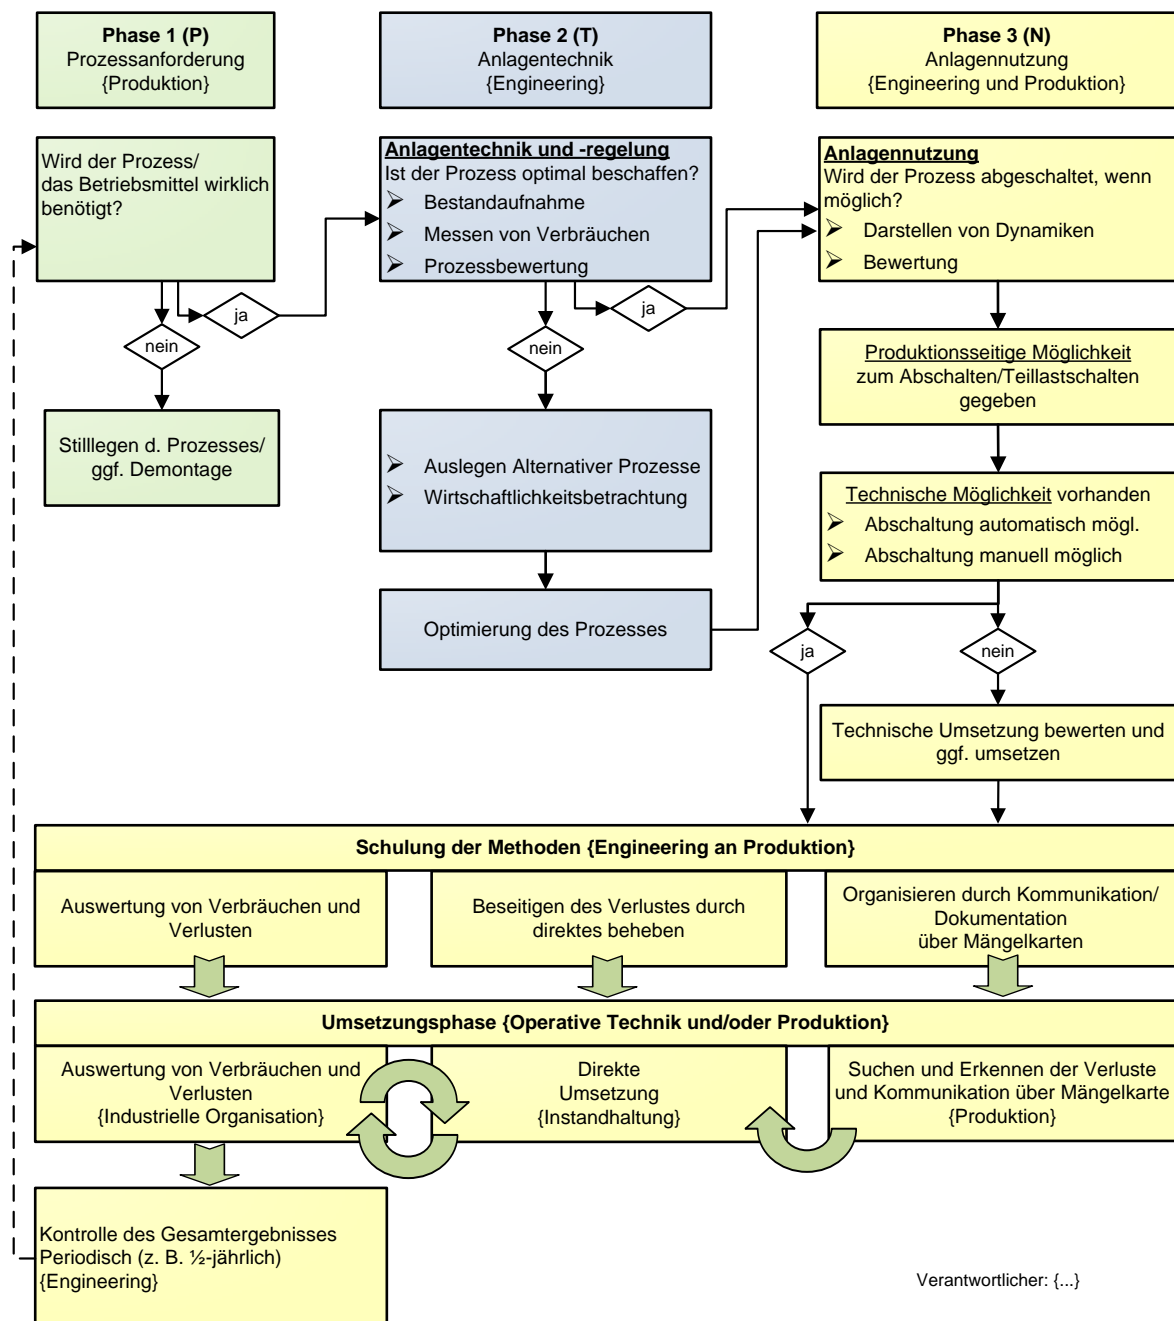 Phase 1 (P)
Prozessanforderung
{Produktion}
Phase 2 (T)
Anlagentechnik
{Engineering}
Phase 3 (N)
Anlagennutzung
{Engineering und Produktion}
Wird der Prozess/
das Betriebsmittel wirklich
benötigt?
ja
nein
Stilllegen d. Prozesses/
ggf. Demontage
Anlagentechnik und -regelung
Ist der Prozess optimal beschaffen?
➢ Bestandaufnahme
➢ Messen von Verbräuchen
➢ Prozessbewertung
ja
nein
➢ Auslegen Alternativer Prozesse
➢ Wirtschaftlichkeitsbetrachtung
Optimierung des Prozesses
Anlagennutzung
Wird der Prozess abgeschaltet, wenn
möglich?
➢ Darstellen von Dynamiken
➢ Bewertung
Produktionsseitige Möglichkeit
zum Abschalten/Teillastschalten
gegeben
Technische Möglichkeit vorhanden
➢ Abschaltung automatisch mögl.
➢ Abschaltung manuell möglich
ja
nein
Technische Umsetzung bewerten und
ggf. umsetzen
Schulung der Methoden {Engineering an Produktion}
Auswertung von Verbräuchen und
Verlusten
Beseitigen des Verlustes durch
direktes beheben
Organisieren durch Kommunikation/
Dokumentation
über Mängelkarten
Umsetzungsphase {Operative Technik und/oder Produktion}
Auswertung von Verbräuchen und
Verlusten
{Industrielle Organisation}
Direkte
Umsetzung
{Instandhaltung}
Suchen und Erkennen der Verluste
und Kommunikation über Mängelkarte
{Produktion}
Kontrolle des Gesamtergebnisses
Periodisch (z. B. ½-jährlich)
{Engineering}
Verantwortlicher: {...}